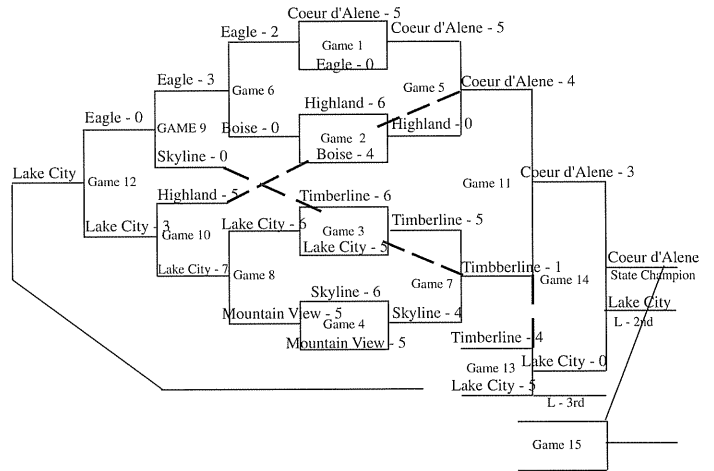 Coeur d'Alene - 5
Eagle - 2
Coeur d'Alene - 5
Game 1
Eagle - 0
Eagle - 3
Game 6
Game 5
Coeur d'Alene - 4
Highland - 6
Eagle - 0
GAME 9
Boise - 0
Game 2
Highland - 0
Boise - 4
Skyline - 0
Lake City
Game 12
Game 11
Coeur d'Alene - 3
Highland - 5
Timberline - 6
Lake City - 3
Game 10
Lake City - 6
Game 3
Timberline - 5
Lake City - 5
Coeur d'Alene
State Champion
Lake City - 7
Game 8
Game 7
Timbberline - 1
Game 14
Skyline - 6
Lake City
Mountain View - 5
Game 4
Skyline - 4
L - 2nd
Mountain View - 5
Timberline - 4
Game 13
Lake City - 0
Lake City - 5
L - 3rd
Game 15